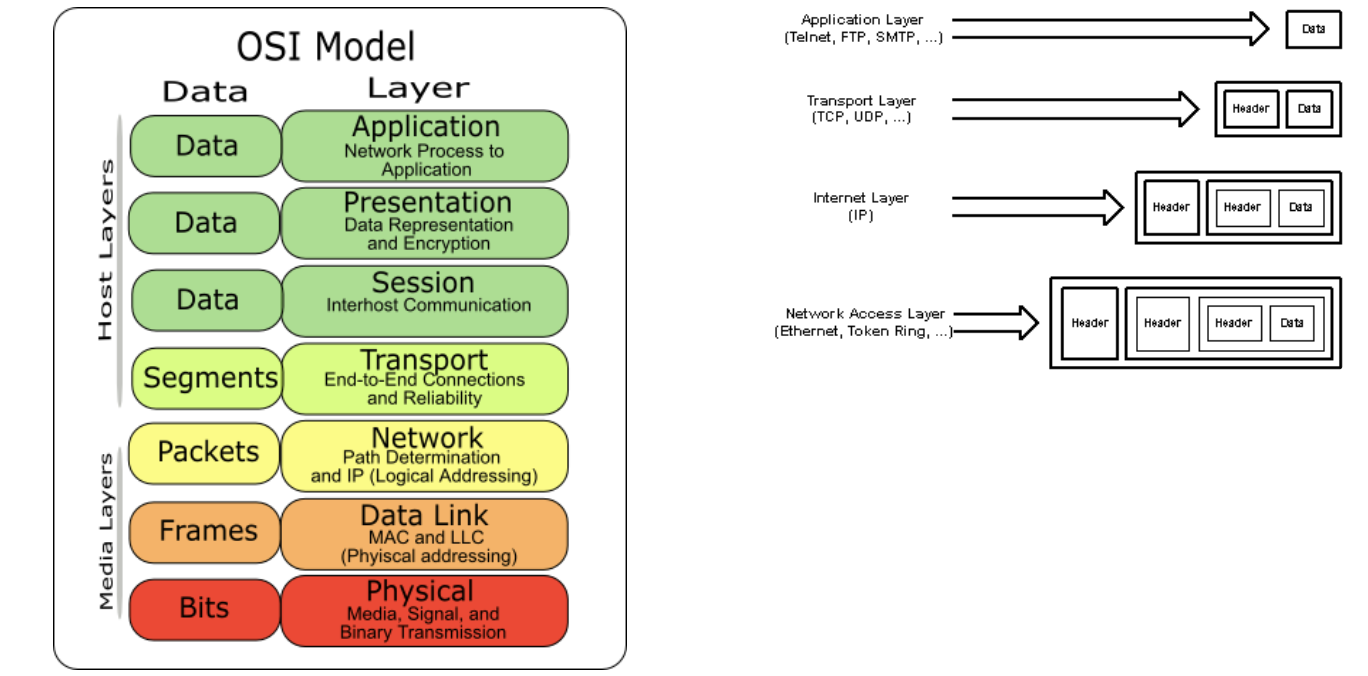 OSI Model
Data
Layer
Host Layers
Media Layers
Data
Application
Network Process to
Application
Data
Presentation
Data Representation
and Encryption
Data
Session
Interhost Communication
Segments
Transport
End-to-End Connections
and Reliability
Packets
Network
Path Determination
and IP (Logical Addressing)
Frames
Data Link
MAC and LLC
(Phyiscal addressing)
Bits
Physical
Media, Signal, and
Binary Transmission
Application Layer
(Telnet, FTP, SMTP, ...)
Data
Transport Layer
(TCP, UDP, ...)
Header Data
Internet Layer
(IP)
Header Header Data
Network Access Layer
(Ethernet, Token Ring, ...)
Header Header Header Data